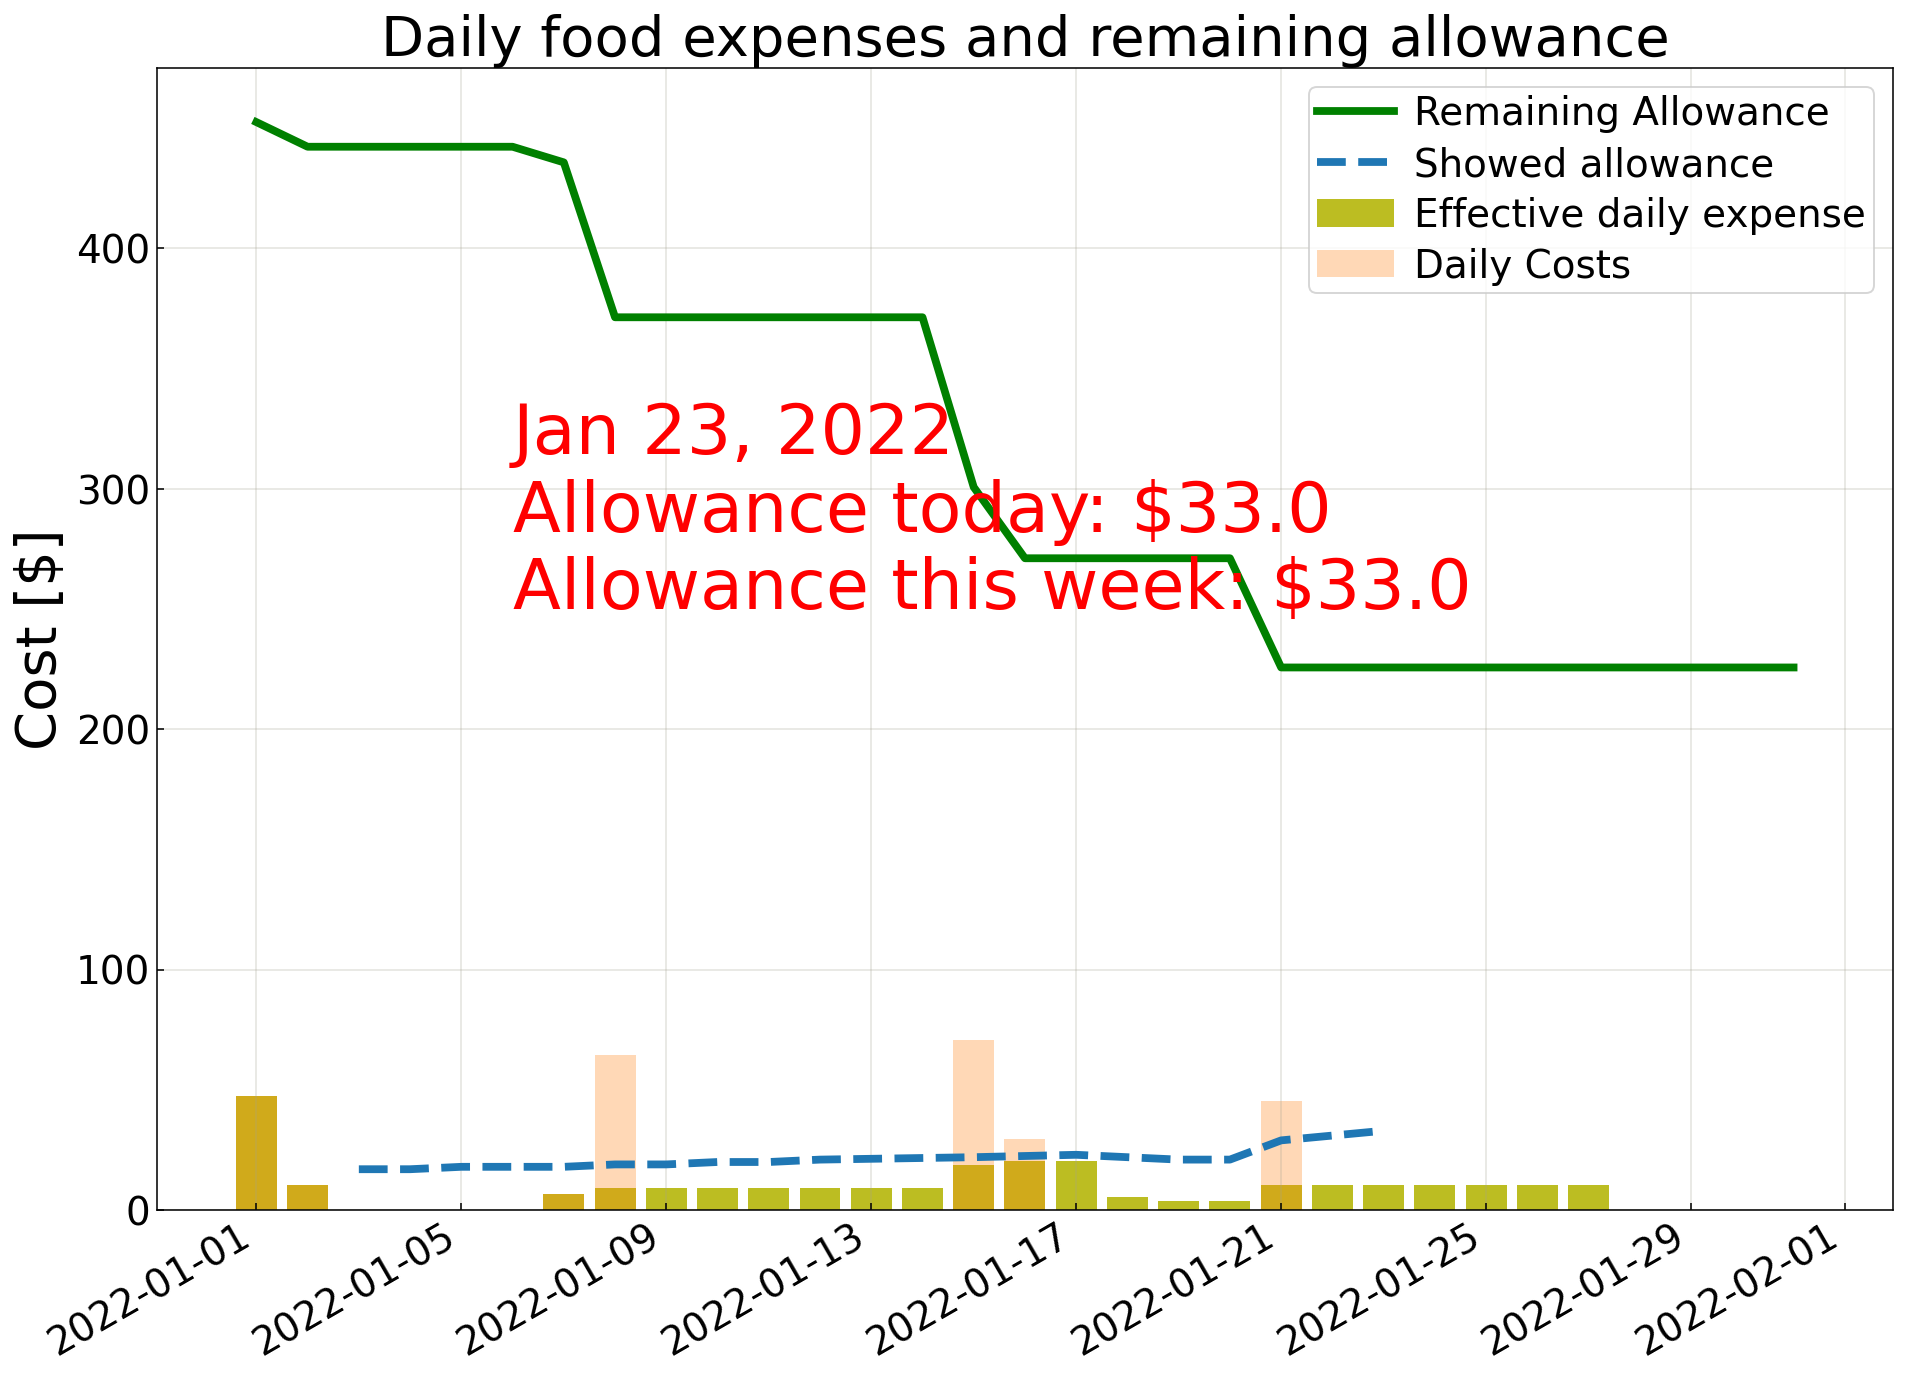 Daily food expenses and remaining allowance
Remaining Allowance
Showed allowance
Effective daily expense
Daily Costs
400
300
200
100
0
Cost [$]
Jan 23, 2022
Allowance today: $33.0
Allowance this week: $33.0
2022-01-01
2022-01-05
2022-01-09
2022-01-13
2022-01-17
2022-01-21
2022-01-25
2022-01-29
2022-02-01